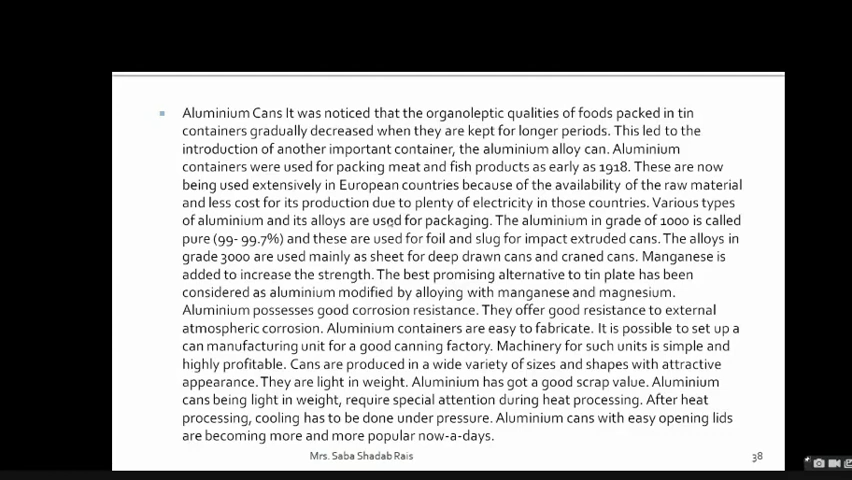 Aluminium Cans It was noticed that the organoleptic qualities of foods packed in tin
containers gradually decreased when they are kept for longer periods. This led to the
introduction of another important container, the aluminium alloy can. Aluminium
containers were used for packing meat and fish products as early as 1918. These are now
being used extensively in European countries because of the availability of the raw material
and less cost for its production due to plenty of electricity in those countries. Various types
of aluminium and its alloys are used for packaging. The aluminium in grade of 1000 is called
pure (99- 99.7%) and these are used for foil and slug for impact extruded cans. The alloys in
grade 3000 are used mainly as sheet for deep drawn cans and craned cans. Manganese is
added to increase the strength. The best promising alternative to tin plate has been
considered as aluminium modified by alloying with manganese and magnesium.
Aluminium possesses good corrosion resistance. They offer good resistance to external
atmospheric corrosion. Aluminium containers are easy to fabricate. It is possible to set up a
can manufacturing unit for a good canning factory. Machinery for such units is simple and
highly profitable. Cans are produced in a wide variety of sizes and shapes with attractive
appearance. They are light in weight. Aluminium has got a good scrap value. Aluminium
cans being light in weight, require special attention during heat processing. After heat
processing, cooling has to be done under pressure. Aluminium cans with easy opening lids
are becoming more and more popular now-a-days.
Mrs. Saba Shadab Rais
38